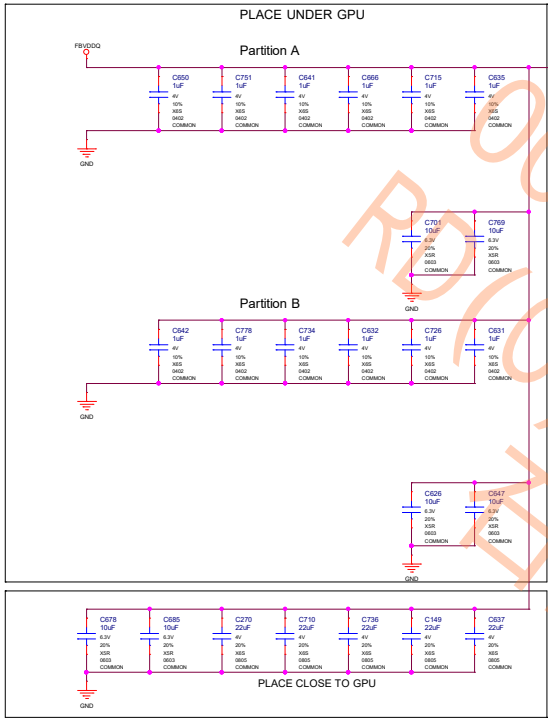 PLACE UNDER GPU
FBVDDQ
Partition A
C650 C751 C641 C666 C715 C635
1uF 1uF 1uF 1uF 1uF 1uF
4V 4V 4V 4V 4V 4V
10% 10% 10% 10% 10% 10%
X6S X6S X6S X6S X6S X6S
0402 0402 0402 0402 0402 0402
COMMON COMMON COMMON COMMON COMMON COMMON
GND
C701 C769
10uF 10uF
6.3V 6.3V
20% 20%
X5R X5R
0603 0603
COMMON COMMON
GND
Partition B
C642 C778 C734 C632 C726 C631
1uF 1uF 1uF 1uF 1uF 1uF
4V 4V 4V 4V 4V 4V
10% 10% 10% 10% 10% 10%
X6S X6S X6S X6S X6S X6S
0402 0402 0402 0402 0402 0402
COMMON COMMON COMMON COMMON COMMON COMMON
GND
C626 C647
10uF 10uF
6.3V 6.3V
20% 20%
X5R X5R
0603 0603
COMMON COMMON
GND
C678 C685 C270 C710 C736 C149 C637
10uF 10uF 22uF 22uF 22uF 22uF 22uF
6.3V 6.3V 4V 4V 4V 4V 4V
20% 20% 20% 20% 20% 20% 20%
X5R X5R X6S X6S X6S X6S X6S
0603 0603 0805 0805 0805 0805 0805
COMMON COMMON COMMON COMMON COMMON COMMON COMMON
PLACE CLOSE TO GPU
GND
RD(